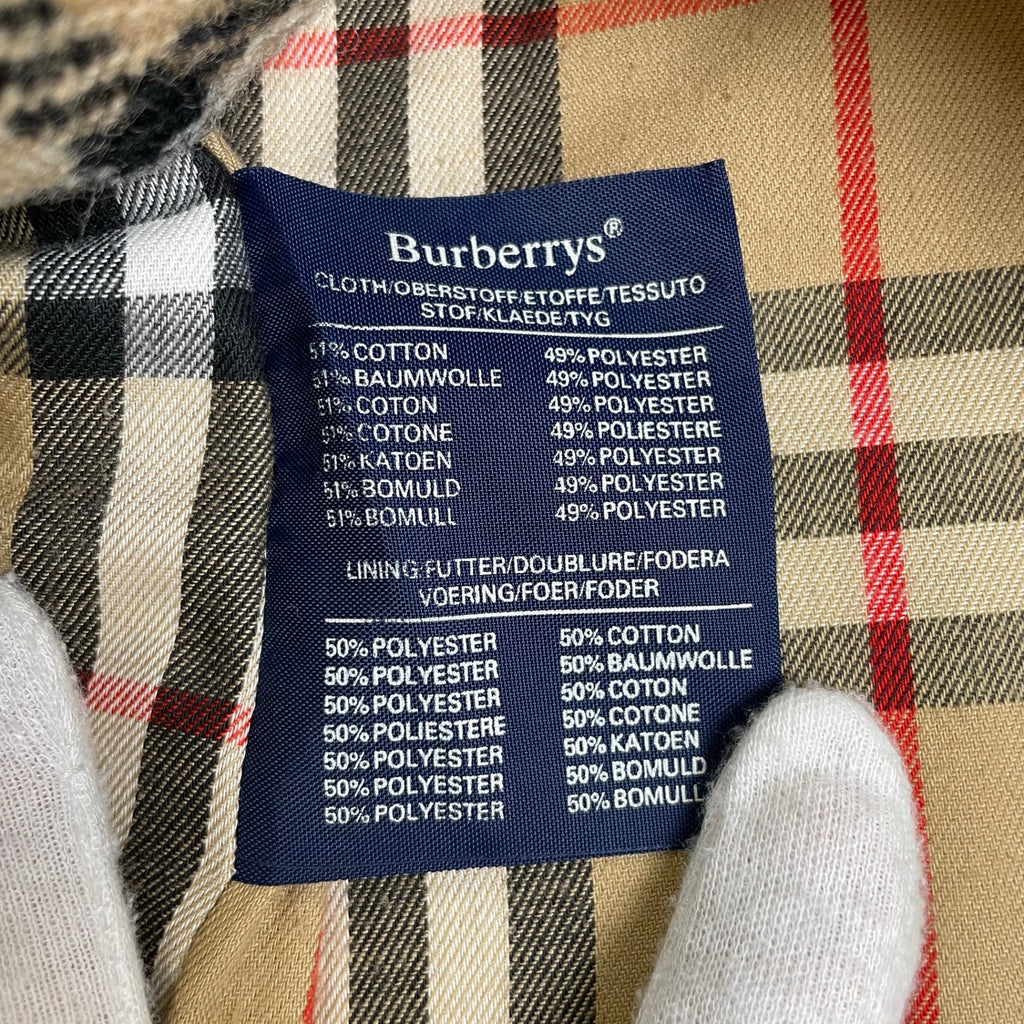 Burberrys®
CLOTH/OBERSTOFF/ETOFFE/TESSUTO
STOF/KLAEDE/TYG
51% COTTON 49% POLYESTER
51% BAUMWOLLE 49% POLYESTER
51% COTON 49% POLYESTER
51% COTONE 49% POLIESTERE
51% KATOEN 49% POLYESTER
51% BOMULD 49% POLYESTER
51% BOMULL 49% POLYESTER
LINING/FUTTER/DOUBLURE/FODERA
VOERING/FOER/FODER
50% POLYESTER 50% COTTON
50% POLYESTER 50% BAUMWOLLE
50% POLYESTER 50% COTON
50% POLIESTERE 50% COTONE
50% POLYESTER 50% KATOEN
50% POLYESTER 50% BOMULD
50% POLYESTER 50% BOMULL